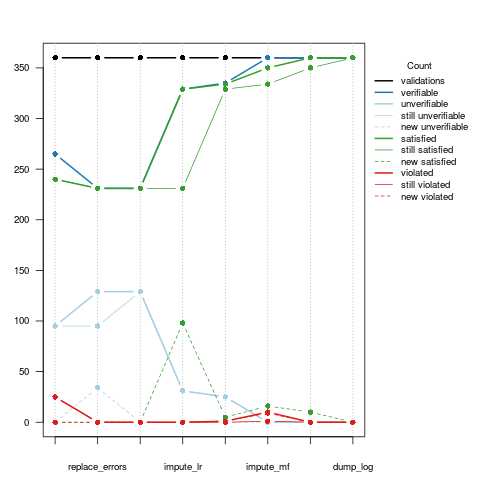 Count
validations
verifiable
unverifiable
still unverifiable
new unverifiable
satisfied
still satisfied
new satisfied
violated
still violated
new violated
350
300
250
200
150
100
50
0
replace_errors impute_lr impute_mf dump_log